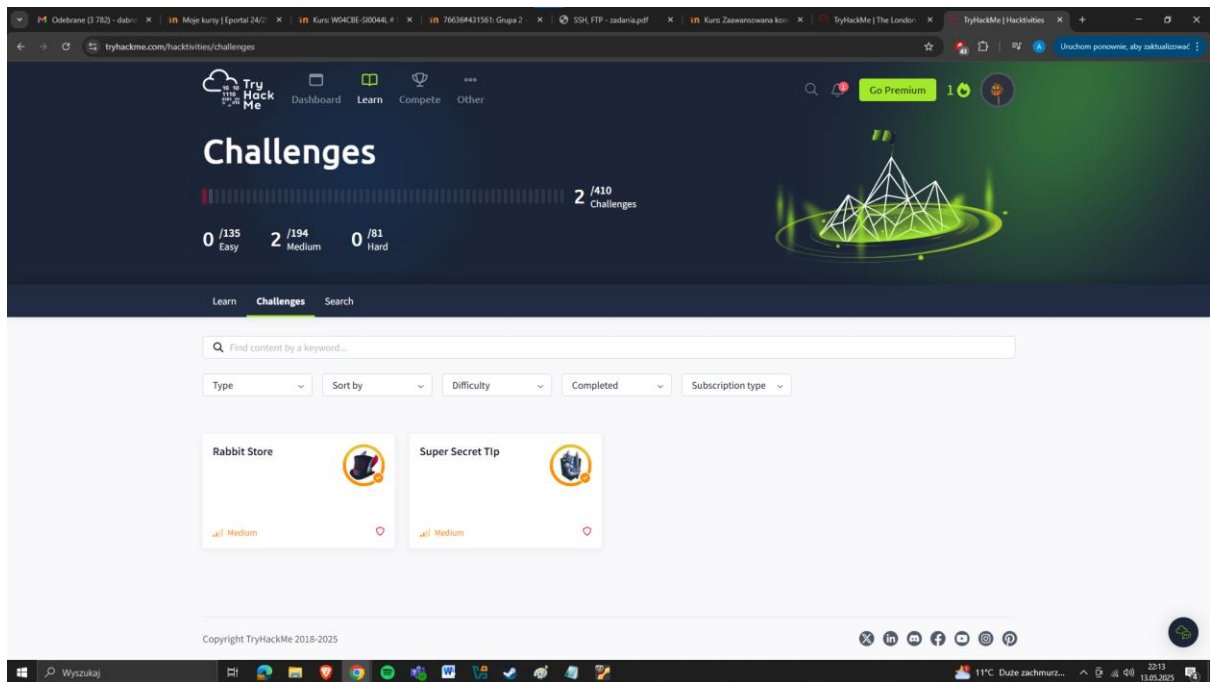 Odebrane (3 782) - dabro
Moje kursy | Eportal 24/2
Kurs: W04CBE-SI0044L #
76636#431561: Grupa 2
SSH, FTP - zadania.pdf
Kurs: Zaawansowana kom
TryHackMe | The London
TryHackMe | Hacktivities
tryhackme.com/hacktivities/challenges
43
A
Uruchom ponownie, aby zaktualizować
Try
Hack
Me
Dashboard
Learn
Compete
Other
Go Premium
1
Challenges
2 /410
Challenges
0 /135
Easy
2 /194
Medium
0 /81
Hard
Learn
Challenges
Search
Find content by a keyword...
Type
Sort by
Difficulty
Completed
Subscription type
Rabbit Store
Super Secret TIp
Medium
Medium
Copyright TryHackMe 2018-2025
Wyszukaj
11°C Duże zachmurz...
22:13
13.05.2025